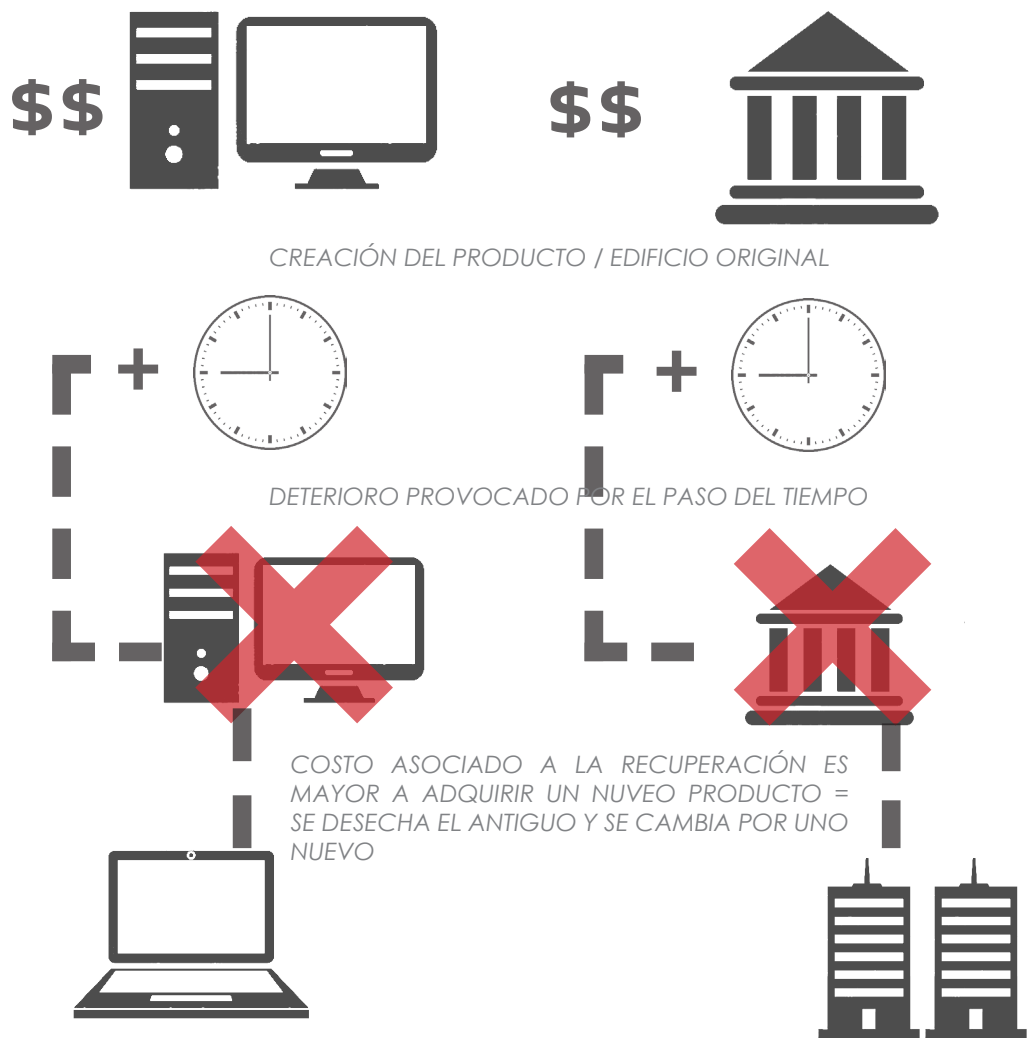 $$
$$
CREACIÓN DEL PRODUCTO / EDIFICIO ORIGINAL
+
+
DETERIORO PROVOCADO POR EL PASO DEL TIEMPO
COSTO ASOCIADO A LA RECUPERACIÓN ES
MAYOR A ADQUIRIR UN NUVEO PRODUCTO =
SE DESECHA EL ANTIGUO Y SE CAMBIA POR UNO
NUEVO